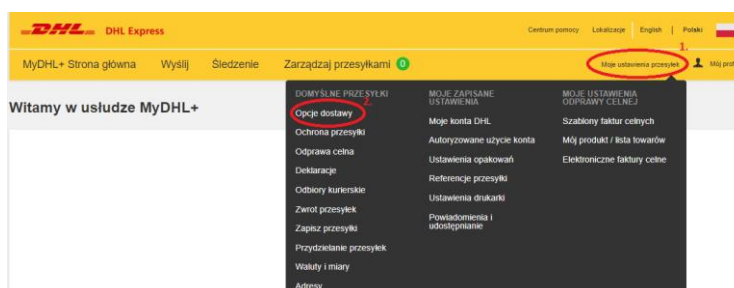 DHL DHL Express
Centrum pomocy Lokalizacje English | Polski
1.
MyDHL+ Strona główna Wyślij Śledzenie Zarządzaj przesyłkami 0 Moje ustawienia przesyłek Mój prof
Witamy w usłudze MyDHL+
DOMYŚLNE PRZESYŁKI
2.
Opcje dostawy
Ochrona przesyłki
Odprawa celna
Deklaracje
Odbiory kurierskie
Zwrot przesyłek
Zapisz przesyłki
Przydzielanie przesyłek
Waluty i miary
Adresy
MOJE ZAPISANE
USTAWIENIA
Moje konta DHL
Autoryzowane użycie konta
Ustawienia opakowań
Referencje przesyłki
Ustawienia drukarki
Powiadomienia i
udostępnianie
MOJE USTAWIENIA
ODPRAWY CELNEJ
Szablony faktur celnych
Mój produkt / lista towarów
Elektroniczne faktury celne